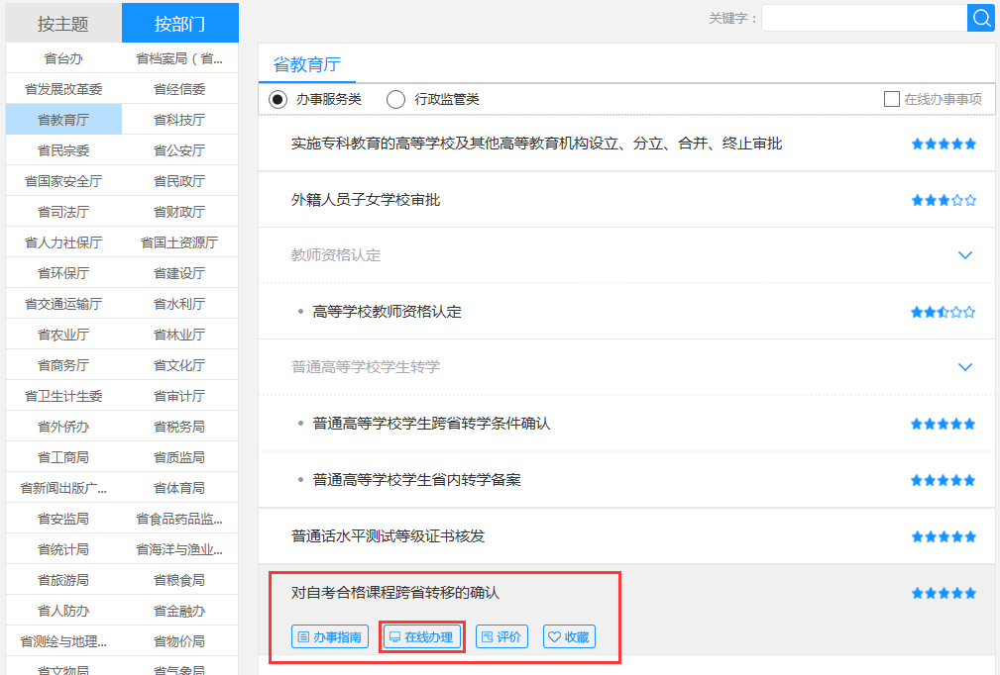 按主题 按部门
关键字：
省台办 省档案局（省...
省发展改革委 省经信委
省教育厅 省科技厅
省民宗委 省公安厅
省国家安全厅 省民政厅
省司法厅 省财政厅
省人力社保厅 省国土资源厅
省环保厅 省建设厅
省交通运输厅 省水利厅
省农业厅 省林业厅
省商务厅 省文化厅
省卫生计生委 省审计厅
省外侨办 省税务局
省工商局 省质监局
省新闻出版广... 省体育局
省安监局 省食品药品监...
省统计局 省海洋与渔业...
省旅游局 省粮食局
省人防办 省金融办
省测绘与地理... 省物价局
省文物局 省气象局
省教育厅
办事服务类 行政监管类 在线办事事项
实施专科教育的高等学校及其他高等教育机构设立、分立、合并、终止审批
外籍人员子女学校审批
教师资格认定
高等学校教师资格认定
普通高等学校学生转学
普通高等学校学生跨省转学条件确认
普通高等学校学生省内转学备案
普通话水平测试等级证书核发
对自考合格课程跨省转移的确认
办事指南 在线办理 评价 收藏